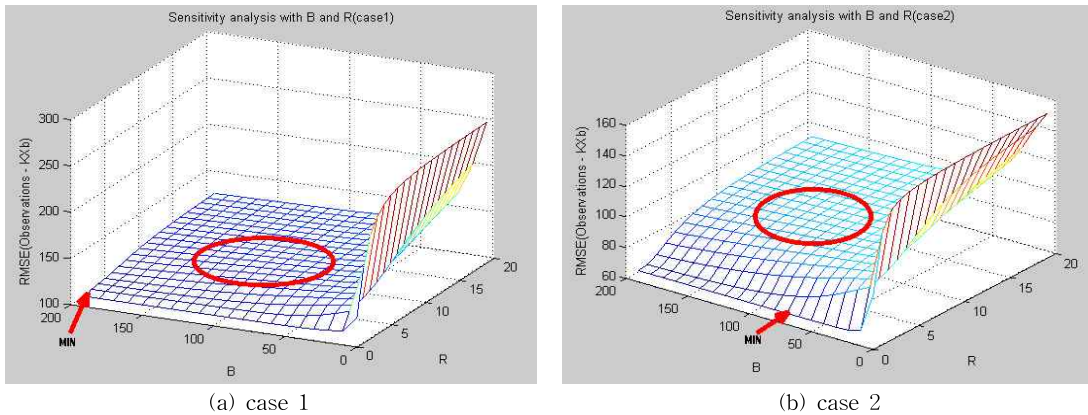 Sensitivity analysis with B and R(case1)
RMSE(Observations - KXb)
300
250
200
150
100
200
150
100
50
0
B
0
5
10
15
20
R
MIN
(a) case 1
Sensitivity analysis with B and R(case2)
RMSE(Observations - KXb)
160
140
120
100
80
60
200
150
100
50
0
B
0
5
10
15
20
R
MIN
(b) case 2